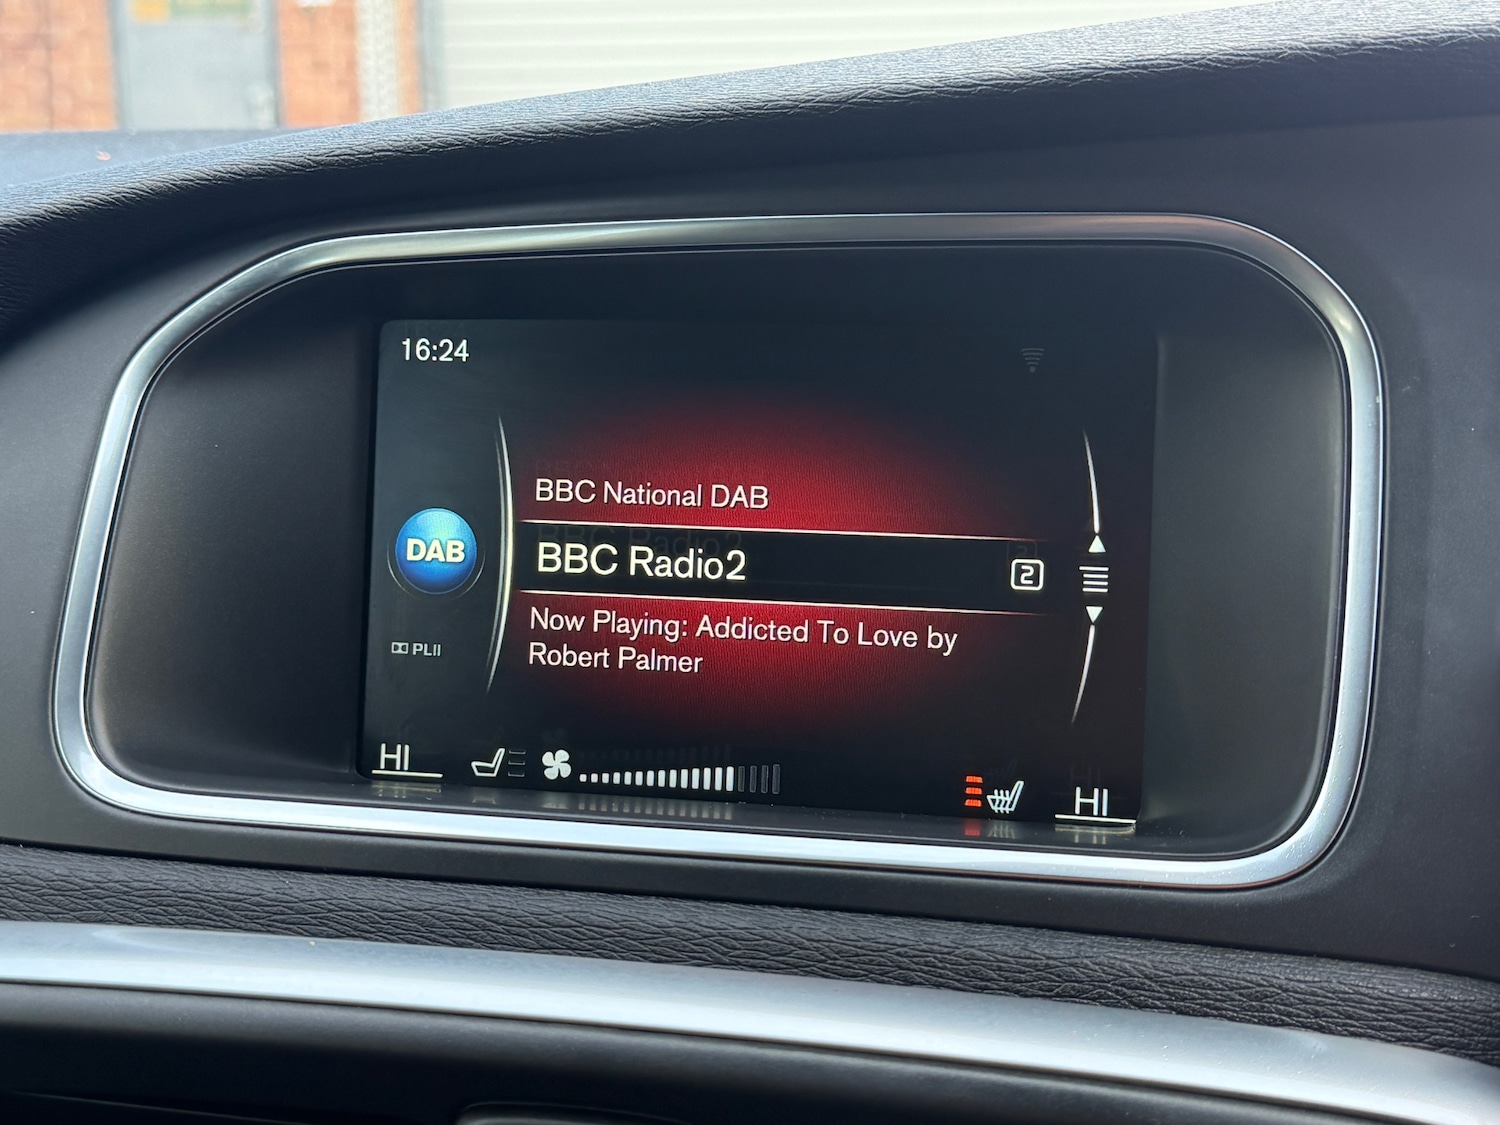 16:24
BBC National DAB
DAB
BBC Radio2
2
Now Playing: Addicted To Love by
Robert Palmer
PLII
HI
HI